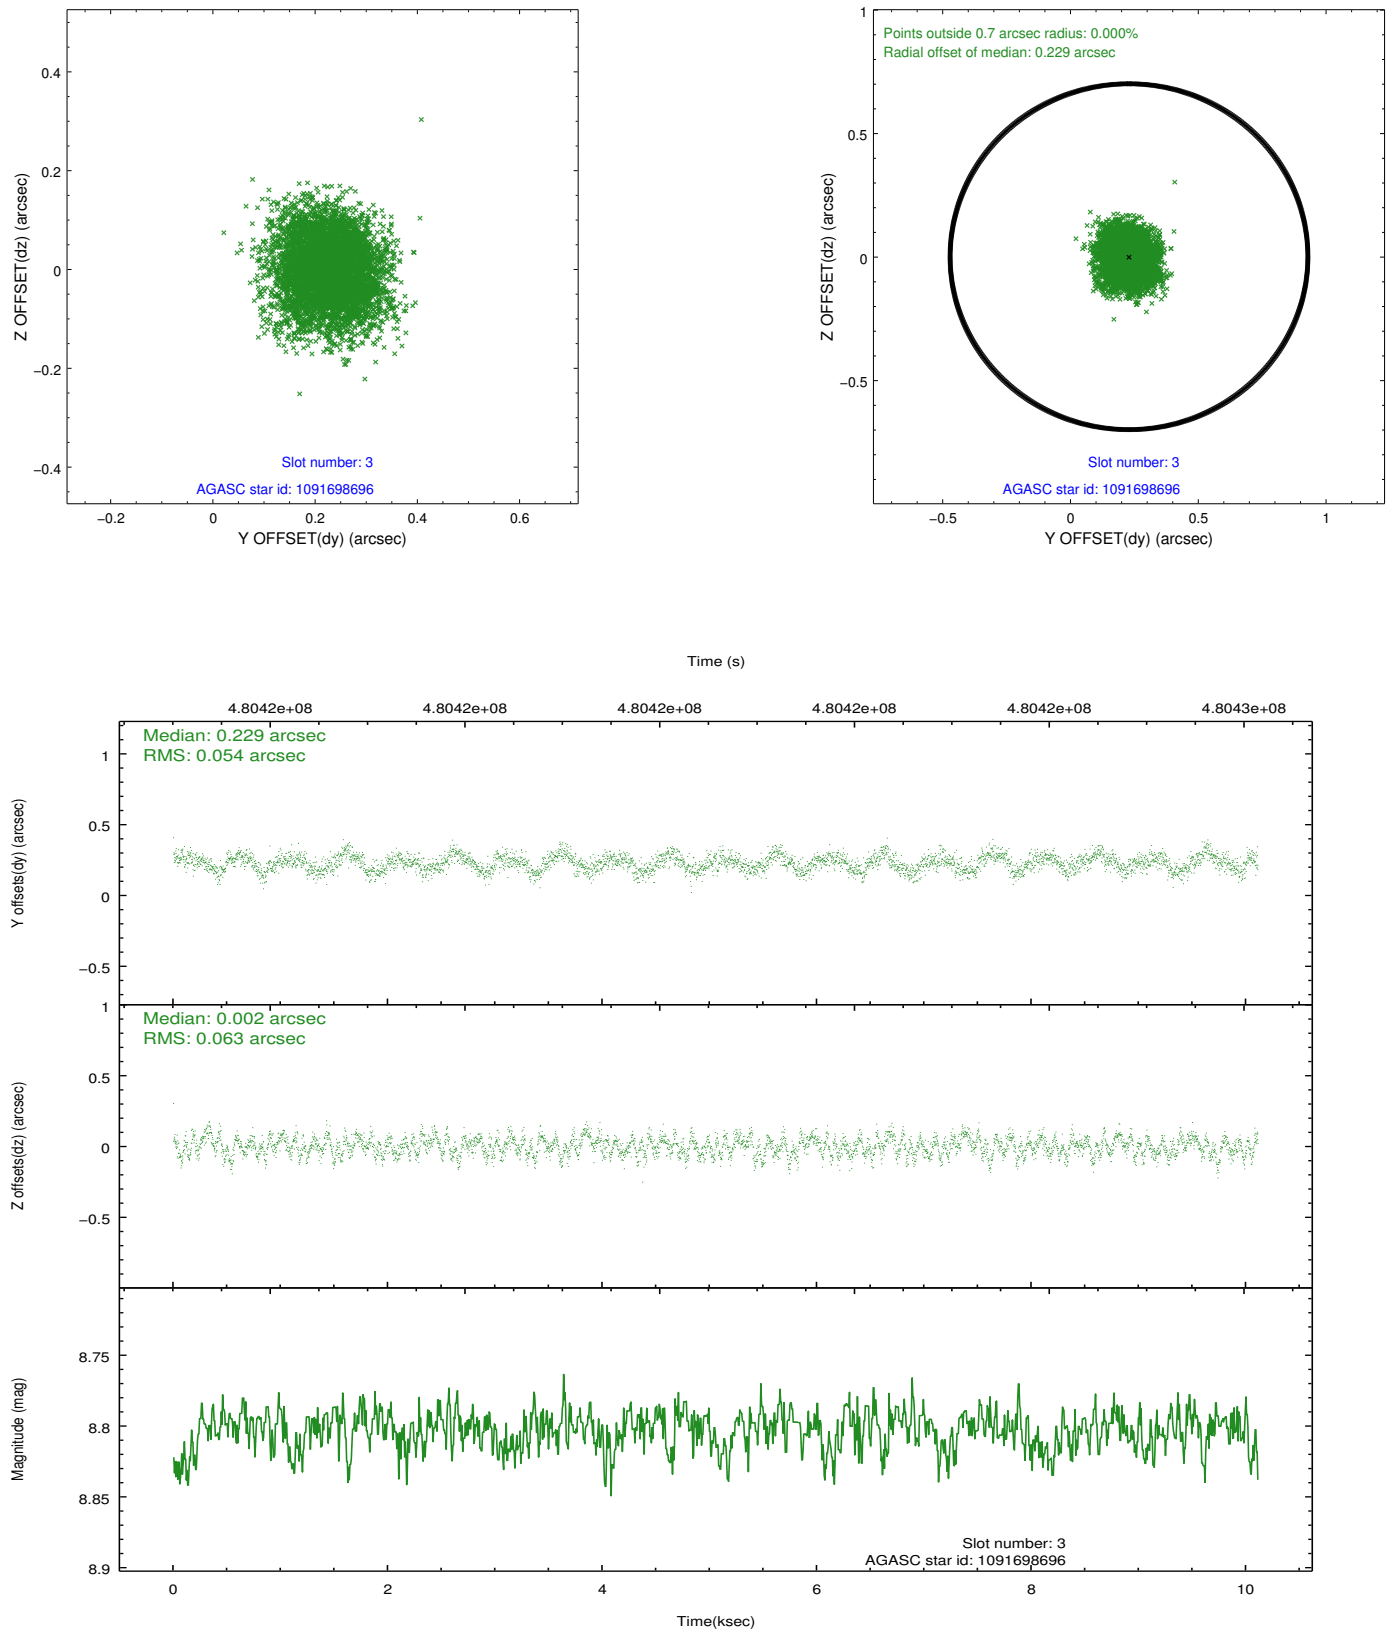 0.4
0.2
0
−0.2
−0.4
Z OFFSET(dz) (arcsec)
Slot number: 3
AGASC star id: 1091698696
−0.2 0 0.2 0.4 0.6
Y OFFSET(dy) (arcsec)
Points outside 0.7 arcsec radius: 0.000%
Radial offset of median: 0.229 arcsec
1
0.5
0
−0.5
Z OFFSET(dz) (arcsec)
Slot number: 3
AGASC star id: 1091698696
−0.5 0 0.5 1
Y OFFSET(dy) (arcsec)
Time (s)
4.8042e+08 4.8042e+08 4.8042e+08 4.8042e+08 4.8042e+08 4.8043e+08
Median: 0.229 arcsec
RMS: 0.054 arcsec
1
0.5
0
−0.5
Y offsets(dy) (arcsec)
Median: 0.002 arcsec
RMS: 0.063 arcsec
1
0.5
0
−0.5
Z offsets(dz) (arcsec)
8.75
8.8
8.85
8.9
Magnitude (mag)
Slot number: 3
AGASC star id: 1091698696
0 2 4 6 8 10
Time(ksec)